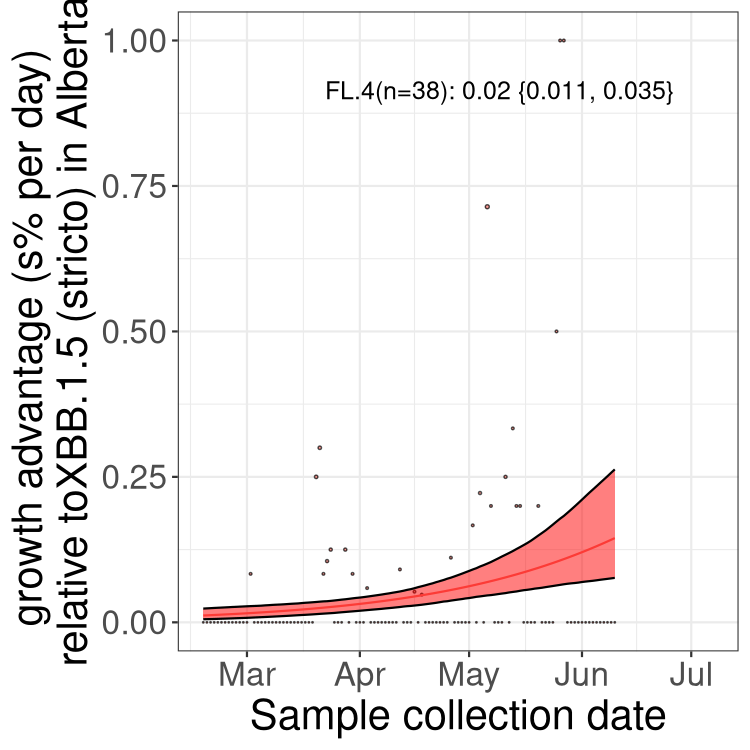 growth advantage (s% per day)
relative toXBB.1.5 (stricto) in Alberta
1.00
0.75
0.50
0.25
0.00
FL.4(n=38): 0.02 {0.011, 0.035}
Mar Apr May Jun Jul
Sample collection date